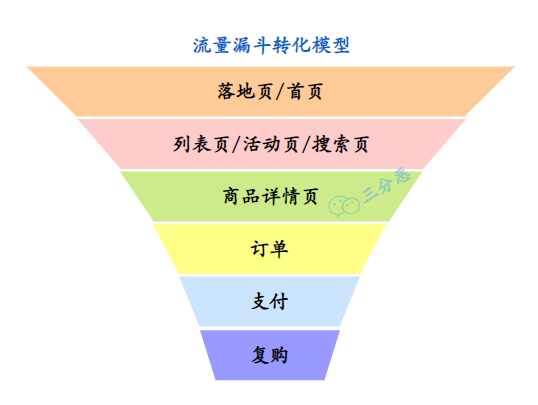 流量漏斗转化模型
落地页/首页
列表页/活动页/搜索页
商品详情页
三分恶
订单
支付
复购